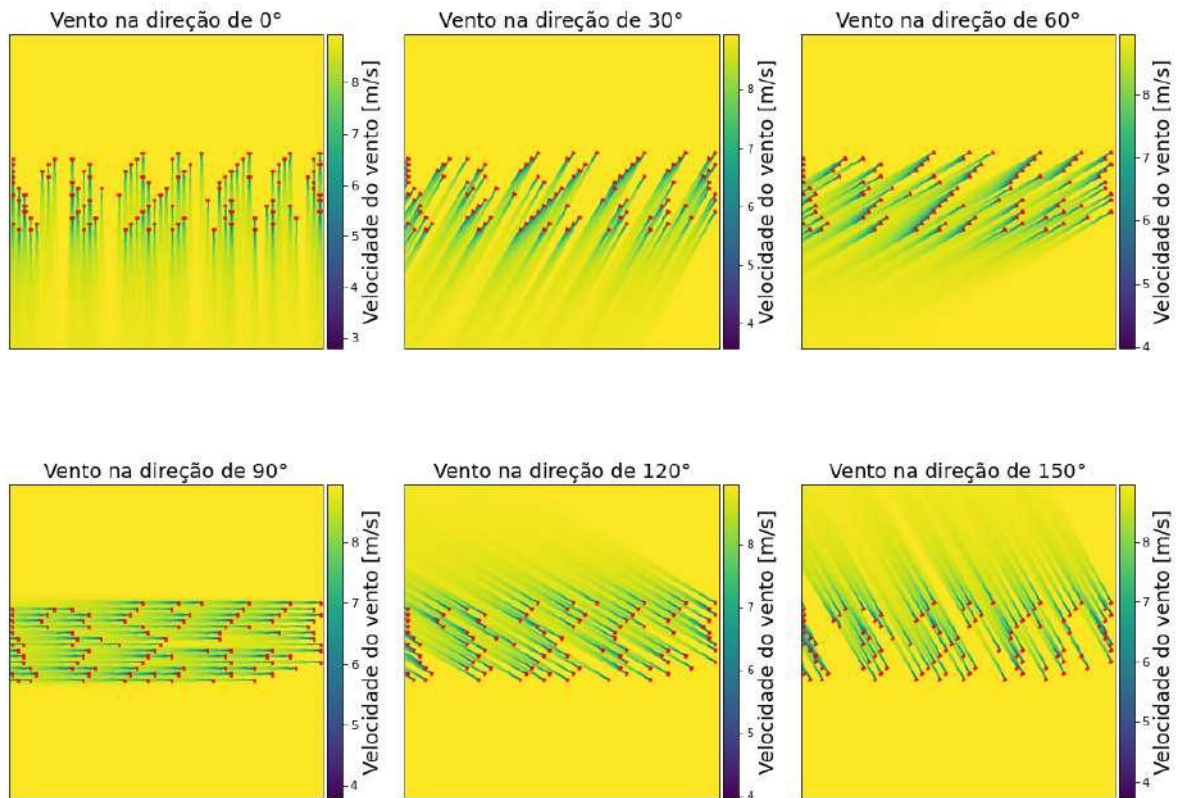 Vento na direção de 0°
8
7
6
5
4
3
Velocidade do vento [m/s]
Vento na direção de 30°
8
7
6
5
4
Velocidade do vento [m/s]
Vento na direção de 60°
8
7
6
5
4
Velocidade do vento [m/s]
Vento na direção de 90°
8
7
6
5
4
Velocidade do vento [m/s]
Vento na direção de 120°
8
7
6
5
4
Velocidade do vento [m/s]
Vento na direção de 150°
8
7
6
5
4
Velocidade do vento [m/s]